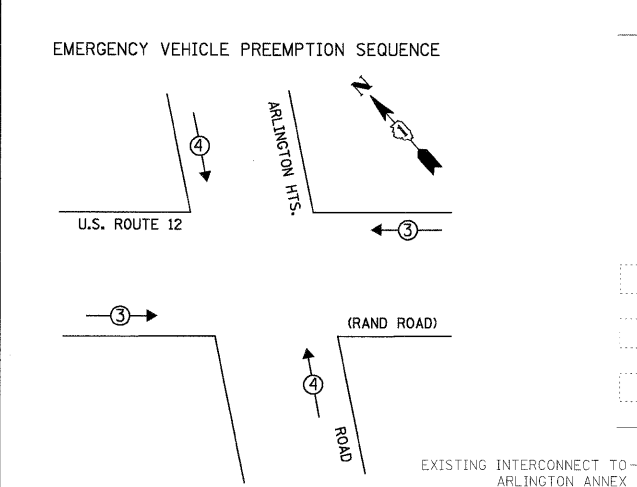 EMERGENCY VEHICLE PREEMPTION SEQUENCE
N
1
4
ARLINGTON HTS.
U.S. ROUTE 12
3
3
(RAND ROAD)
4
ROAD
EXISTING INTERCONNECT TO
ARLINGTON ANNEX